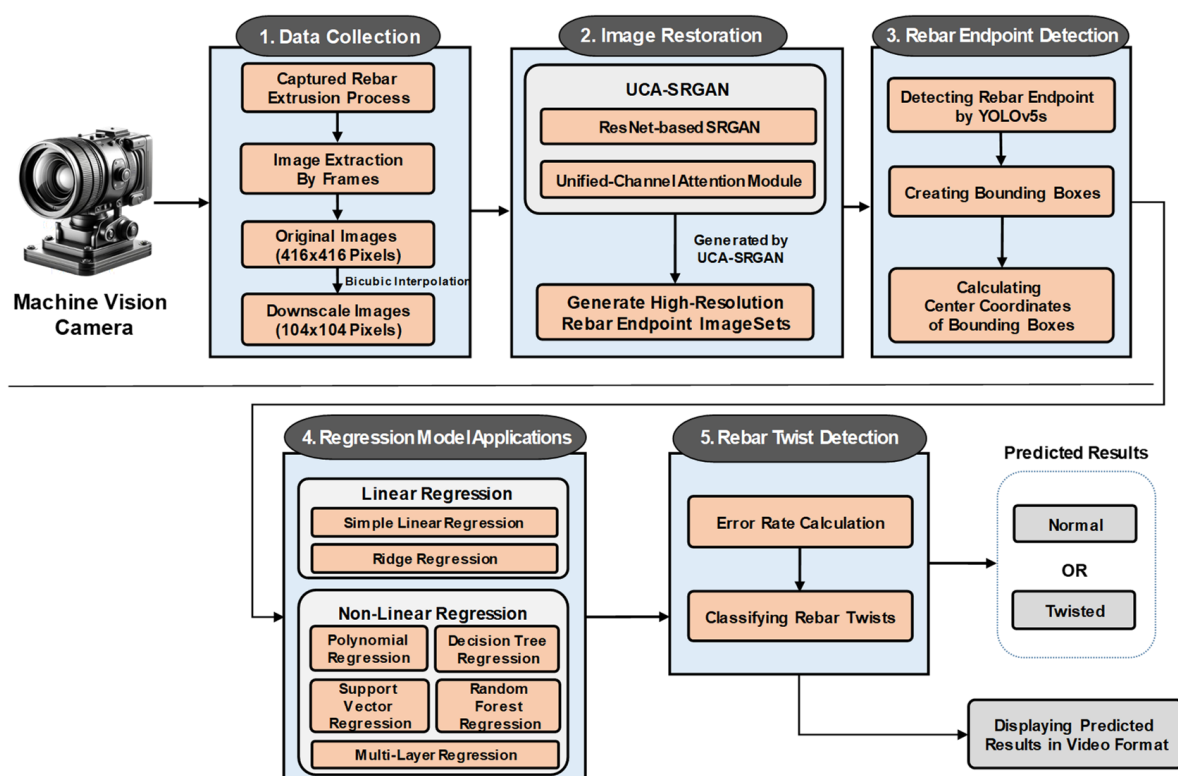 1. Data Collection
Captured Rebar
Extrusion Process
Image Extraction
By Frames
Original Images
(416x416 Pixels)
Bicubic Interpolation
Downscale Images
(104x104 Pixels)
Machine Vision
Camera
2. Image Restoration
UCA-SRGAN
ResNet-based SRGAN
Unified-Channel Attention Module
Generated by
UCA-SRGAN
Generate High-Resolution
Rebar Endpoint ImageSets
3. Rebar Endpoint Detection
Detecting Rebar Endpoint
by YOLOv5s
Creating Bounding Boxes
Calculating
Center Coordinates
of Bounding Boxes
4. Regression Model Applications
Linear Regression
Simple Linear Regression
Ridge Regression
Non-Linear Regression
Polynomial
Regression
Decision Tree
Regression
Support
Vector
Regression
Random
Forest
Regression
Multi-Layer Regression
5. Rebar Twist Detection
Error Rate Calculation
Classifying Rebar Twists
Predicted Results
Normal
OR
Twisted
Displaying Predicted
Results in Video Format